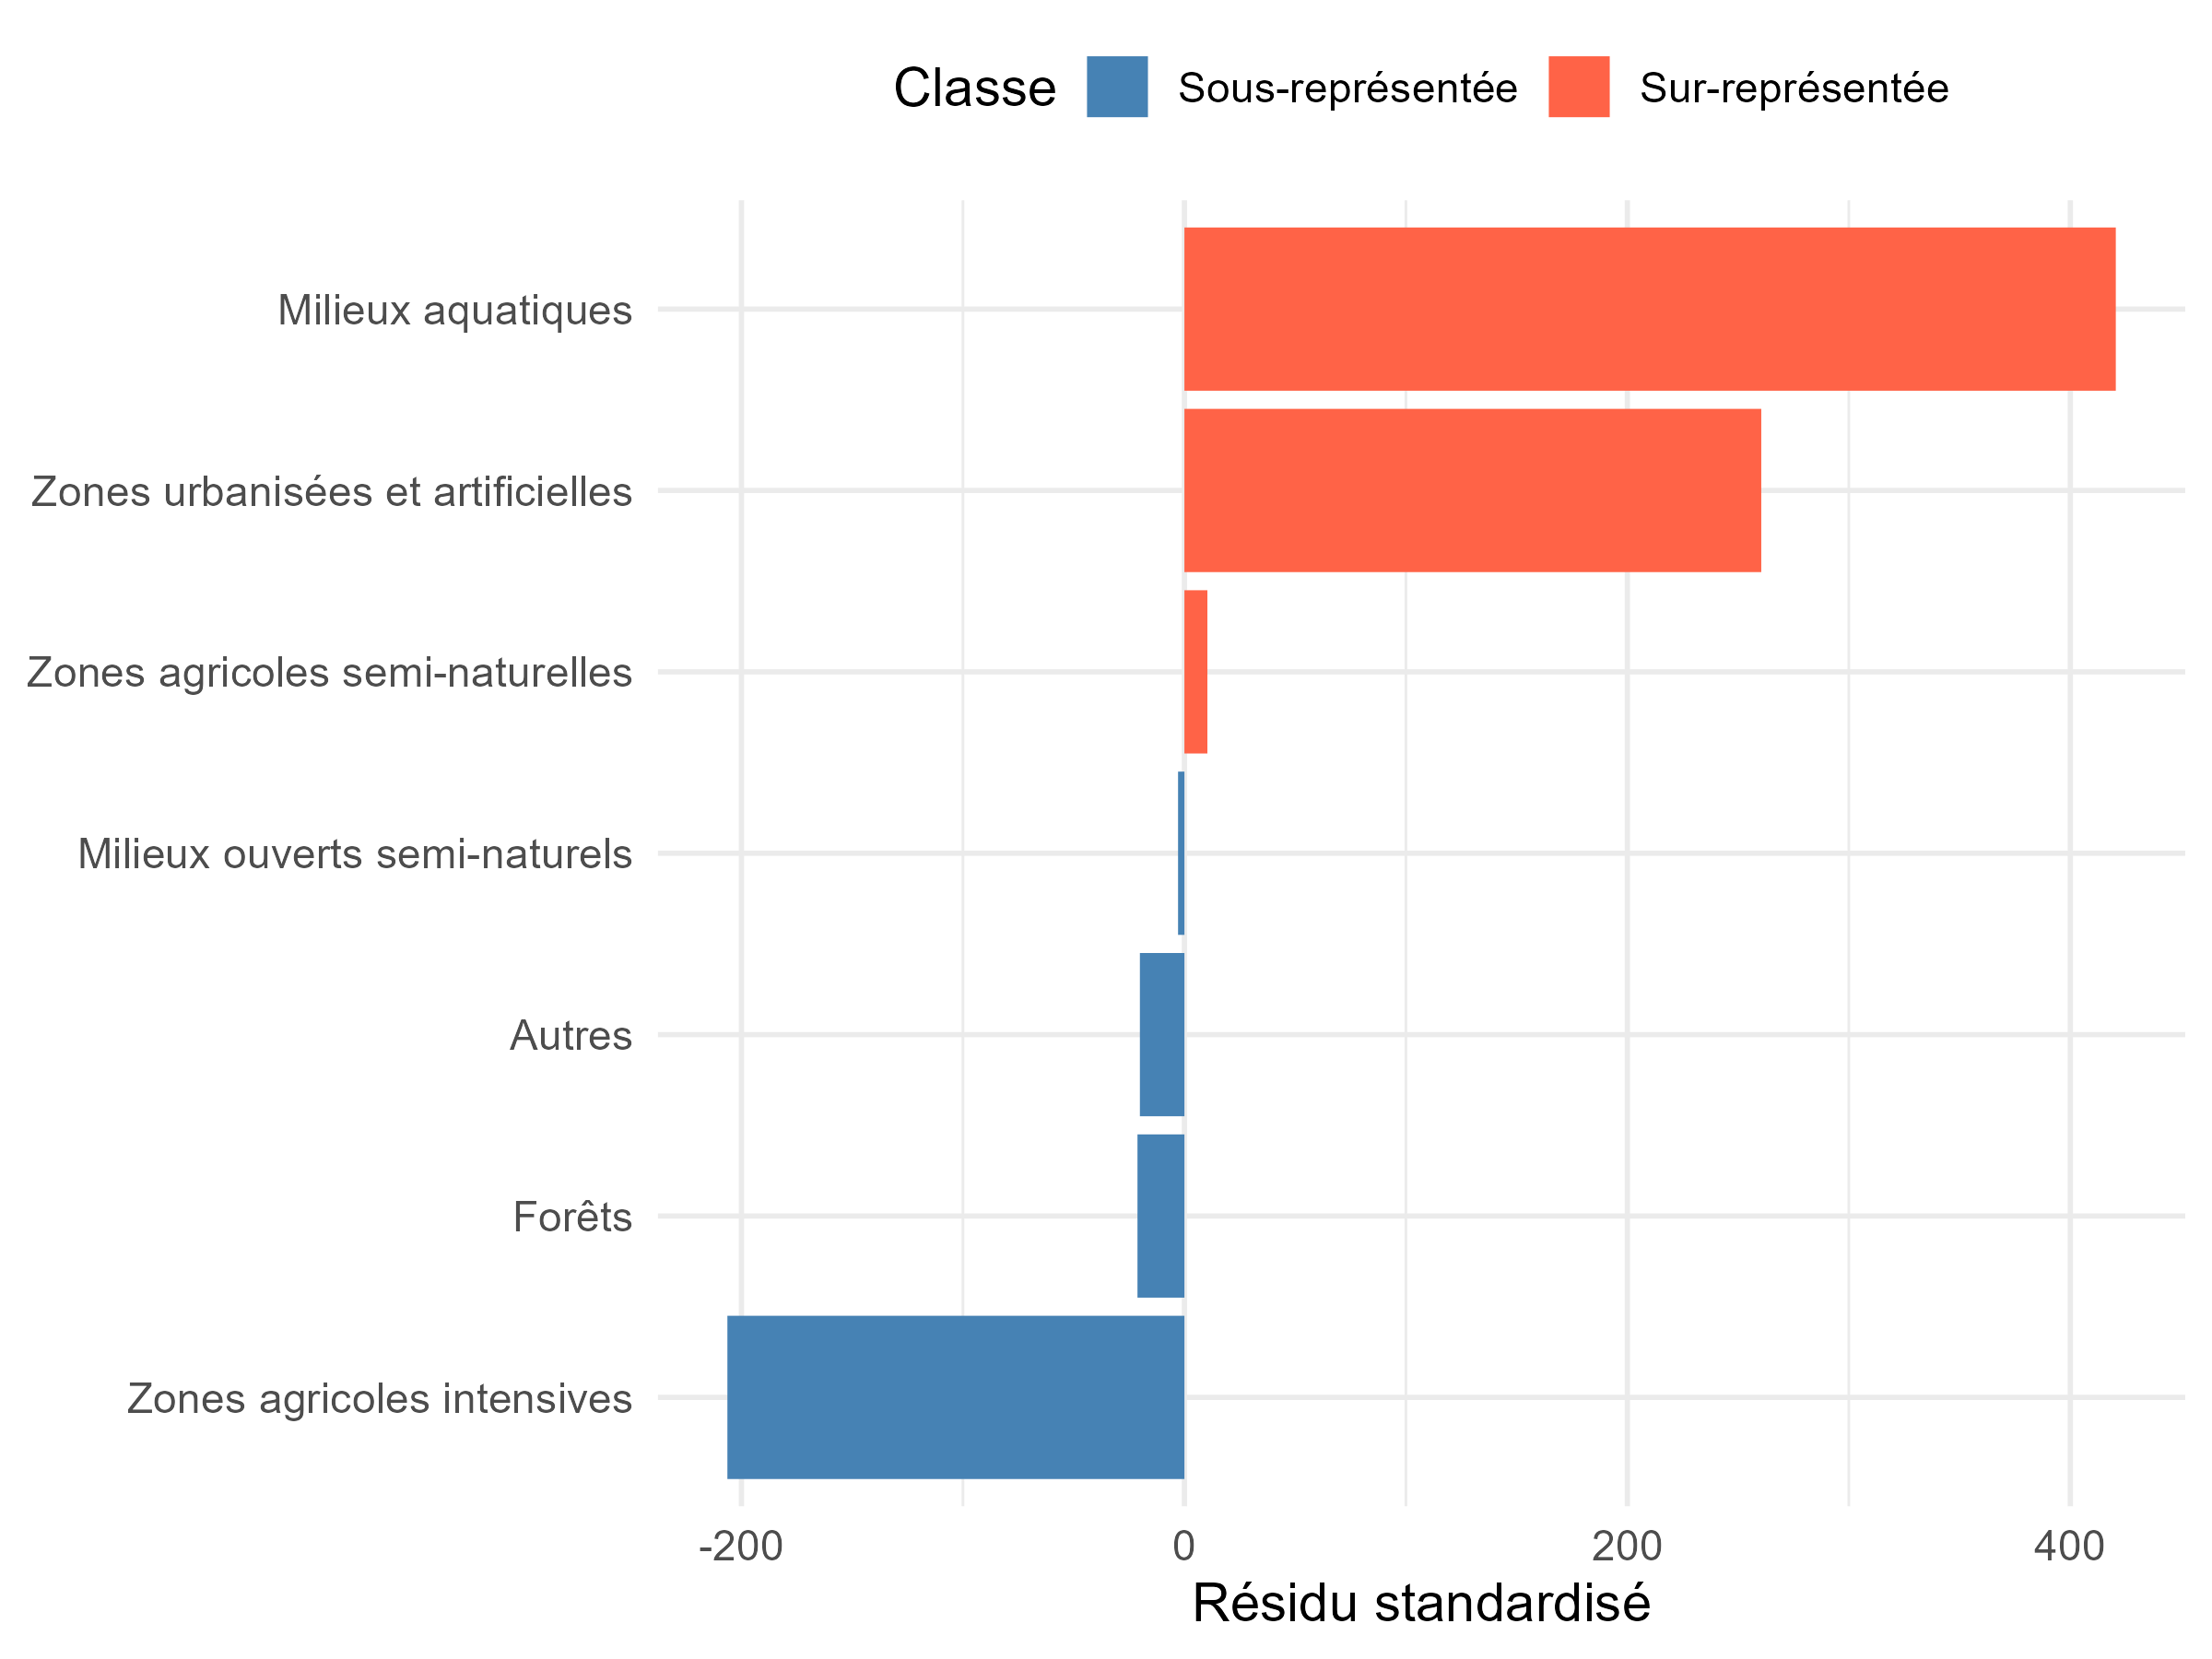 Classe Sous-représentée Sur-représentée
Milieux aquatiques
Zones urbanisées et artificielles
Zones agricoles semi-naturelles
Milieux ouverts semi-naturels
Autres
Forêts
Zones agricoles intensives
-200 0 200 400
Résidu standardisé